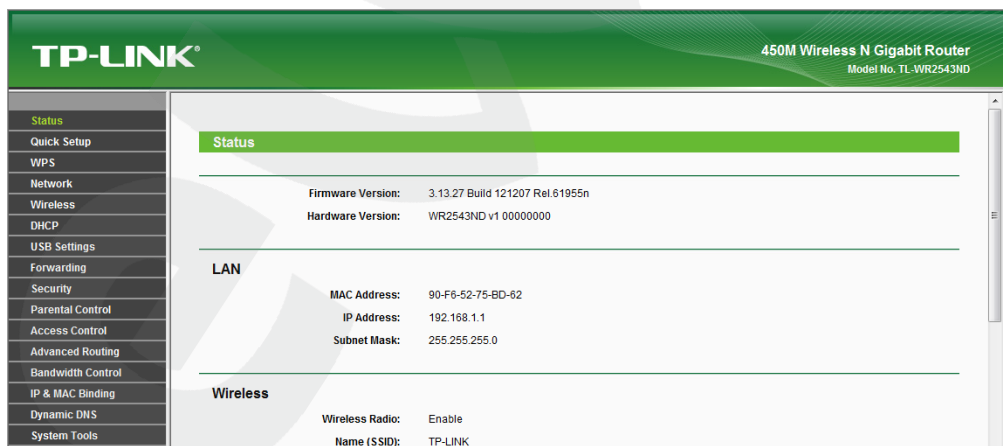 TP-LINK®
450M Wireless N Gigabit Router
Model No. TL-WR2543ND
Status
Quick Setup
WPS
Network
Wireless
DHCP
USB Settings
Forwarding
Security
Parental Control
Access Control
Advanced Routing
Bandwidth Control
IP & MAC Binding
Dynamic DNS
System Tools
Status
Firmware Version: 3.13.27 Build 121207 Rel.61955n
Hardware Version: WR2543ND v1 00000000
LAN
MAC Address: 90-F6-52-75-BD-62
IP Address: 192.168.1.1
Subnet Mask: 255.255.255.0
Wireless
Wireless Radio: Enable
Name (SSID): TP-LINK